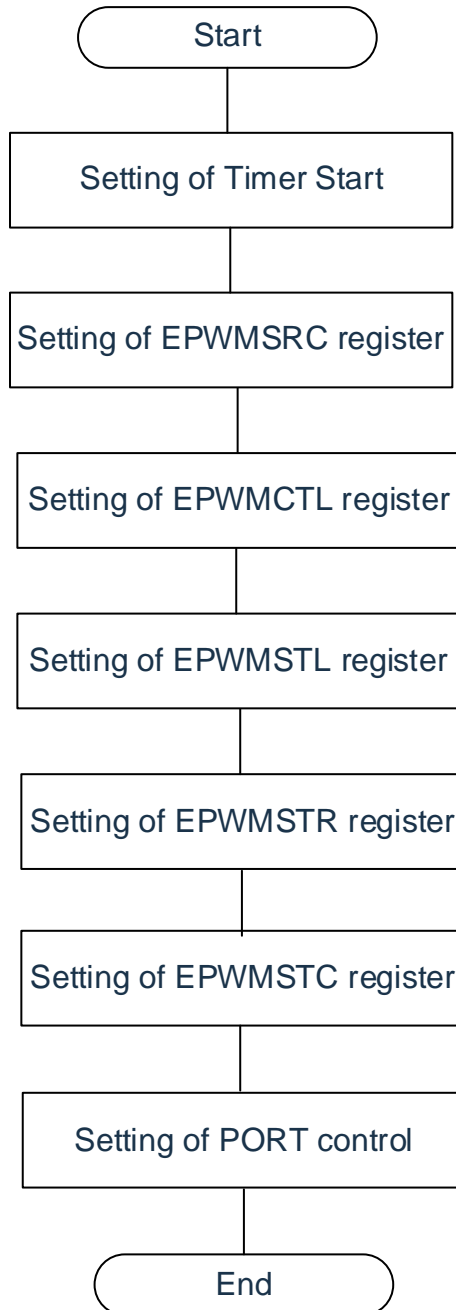 Start
Setting of Timer Start
Setting of EPWMSRC register
Setting of EPWMCTL register
Setting of EPWMSTL register
Setting of EPWMSTR register
Setting of EPWMSTC register
Setting of PORT control
End